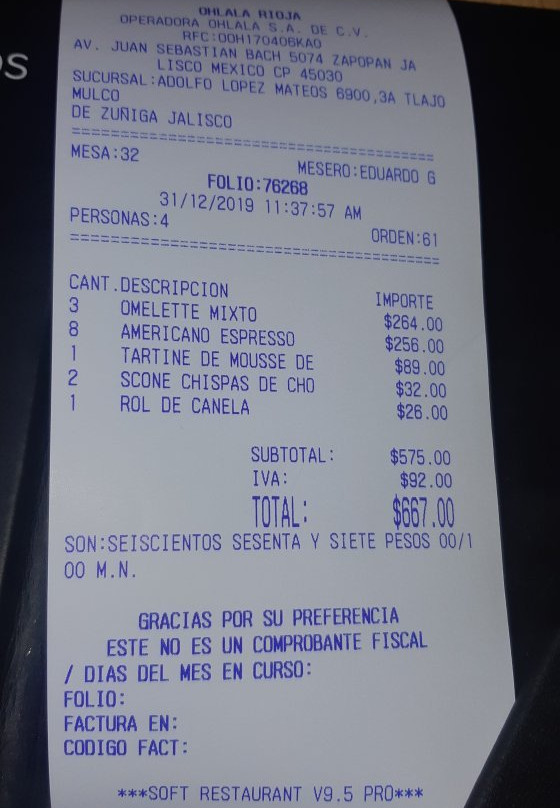 OHLALA RIOJA
OPERADORA OHLALA S.A. DE C.V.
RFC:OOH170406KA0
AV. JUAN SEBASTIAN BACH 5074 ZAPOPAN JA
LISCO MEXICO CP 45030
SUCURSAL:ADOLFO LOPEZ MATEOS 6900,3A TLAJO
MULCO
DE ZUÑIGA JALISCO
========================================
MESA:32 MESERO:EDUARDO G
FOLIO:76268
31/12/2019 11:37:57 AM
PERSONAS:4 ORDEN:61
========================================
CANT.DESCRIPCION IMPORTE
3 OMELETTE MIXTO $264.00
8 AMERICANO ESPRESSO $256.00
1 TARTINE DE MOUSSE DE $89.00
2 SCONE CHISPAS DE CHO $32.00
1 ROL DE CANELA $26.00
SUBTOTAL: $575.00
IVA: $92.00
TOTAL: $667.00
SON:SEISCIENTOS SESENTA Y SIETE PESOS 00/1
00 M.N.
GRACIAS POR SU PREFERENCIA
ESTE NO ES UN COMPROBANTE FISCAL
/ DIAS DEL MES EN CURSO:
FOLIO:
FACTURA EN:
CODIGO FACT:
***SOFT RESTAURANT V9.5 PRO***